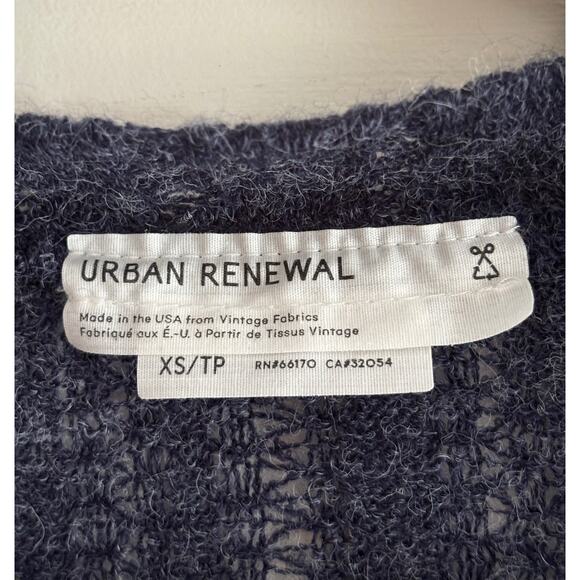 URBAN RENEWAL
Made in the USA from Vintage Fabrics
Fabriqué aux É.-U. à Partir de Tissus Vintage
XS/TP RN#66170 CA#32054